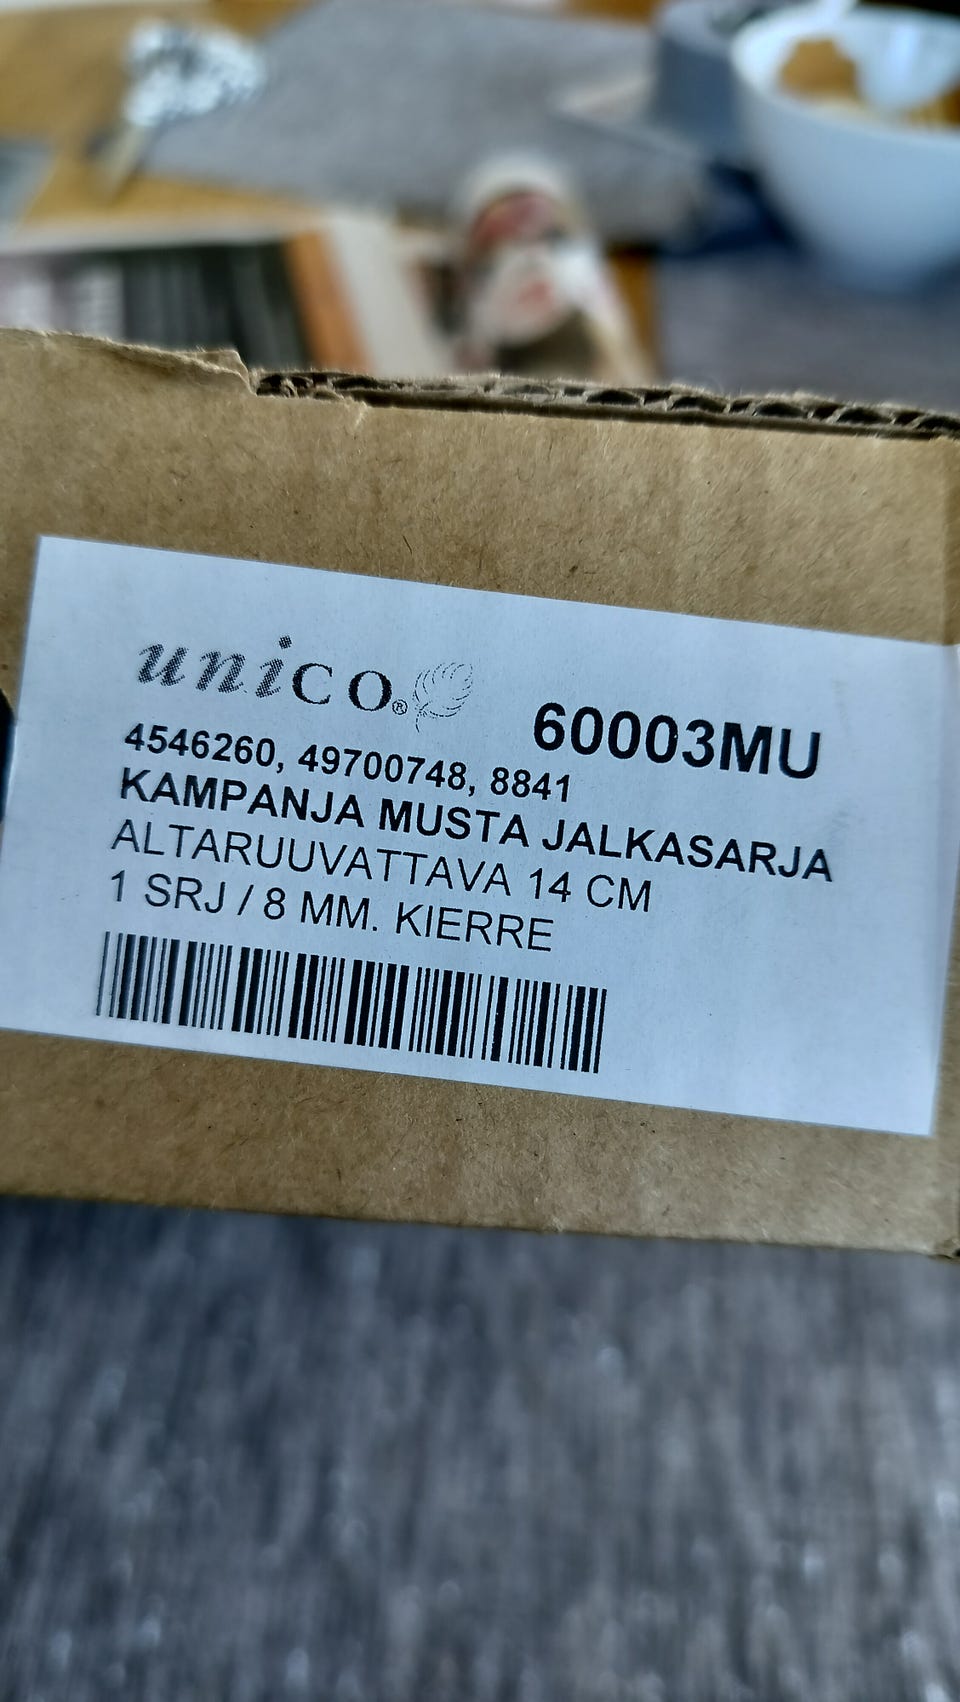 unico®
60003MU
4546260, 49700748, 8841
KAMPANJA MUSTA JALKASARJA
ALTARUUVATTAVA 14 CM
1 SRJ / 8 MM. KIERRE